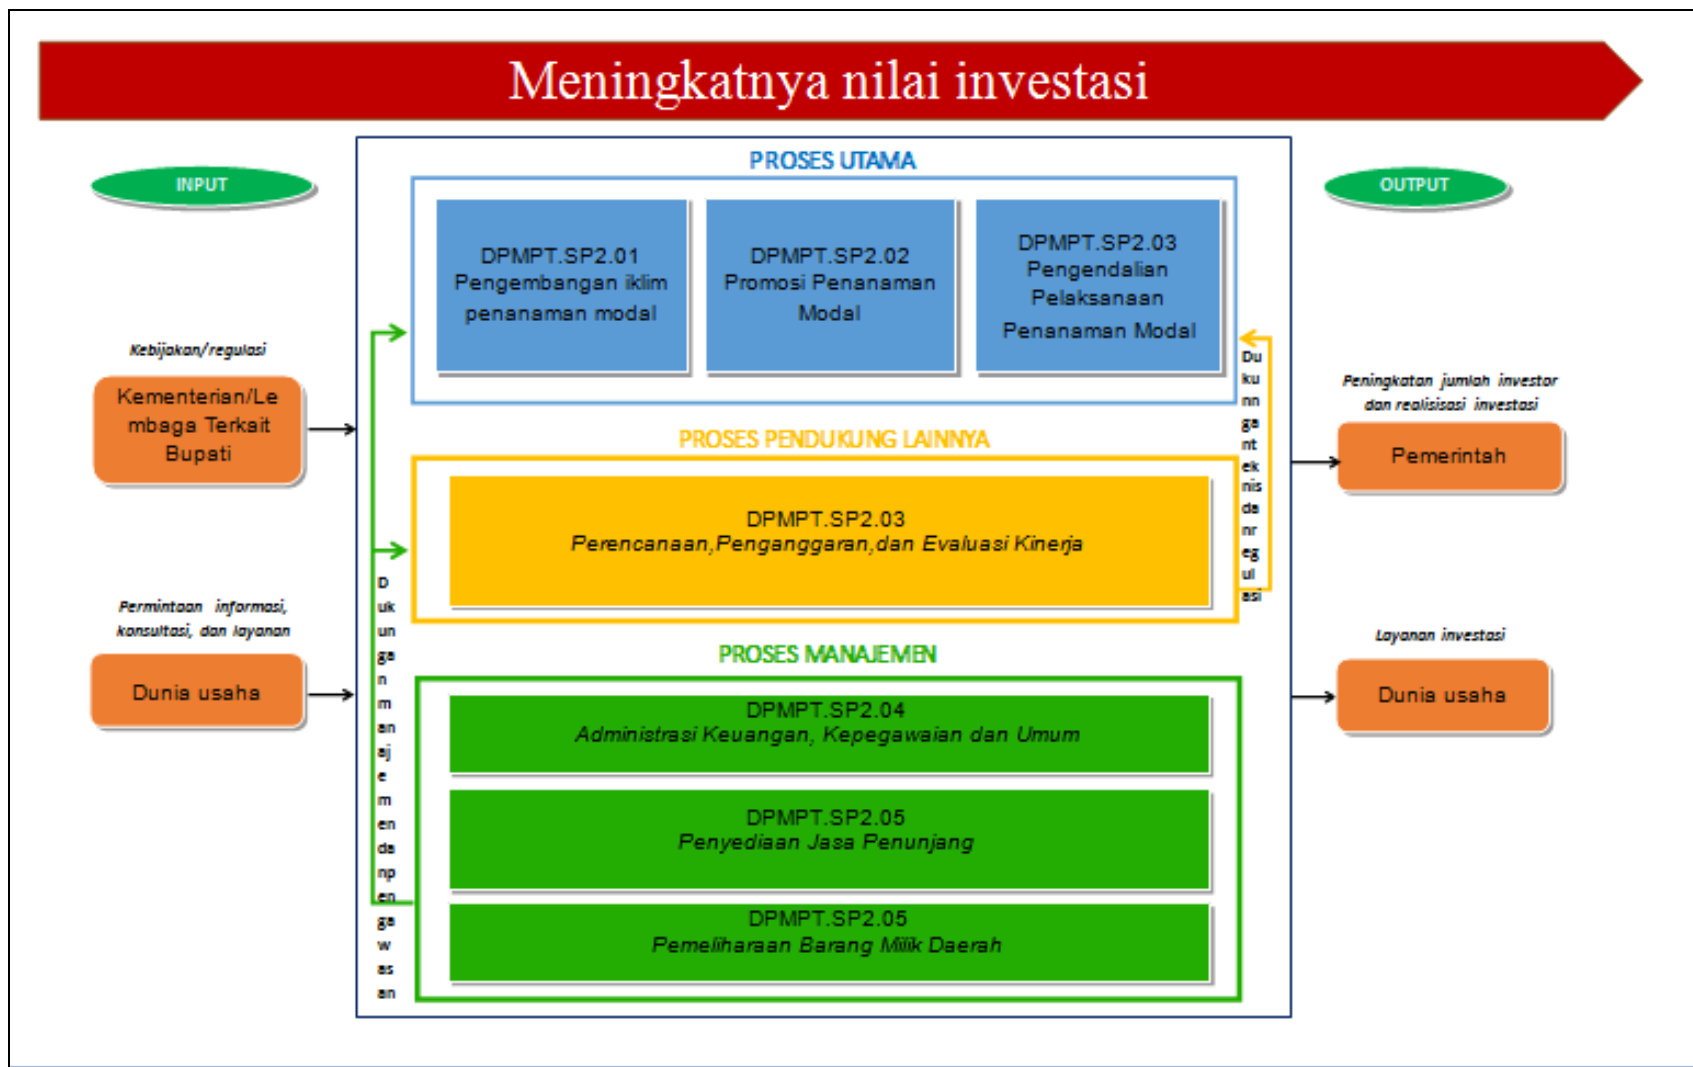 Meningkatnya nilai investasi
INPUT
Kebijakan/regulasi
Kementerian/Le
mbaga Terkait
Bupati
Permintaan informasi,
konsultasi, dan layanan
Dunia usaha
PROSES UTAMA
DPMPT.SP2.01
Pengembangan iklim
penanaman modal
DPMPT.SP2.02
Promosi Penanaman
Modal
DPMPT.SP2.03
Pengendalian
Pelaksanaan
Penanaman Modal
PROSES PENDUKUNG LAINNYA
DPMPT.SP2.03
Perencanaan,Penganggaran,dan Evaluasi Kinerja
PROSES MANAJEMEN
DPMPT.SP2.04
Administrasi Keuangan, Kepegawaian dan Umum
DPMPT.SP2.05
Penyediaan Jasa Penunjang
DPMPT.SP2.05
Pemeliharaan Barang Milik Daerah
D
uk
un
ga
n
m
an
aj
e
m
en
da
np
en
ga
w
as
an
Du
ku
nn
ga
nt
ek
nis
da
nr
eg
ul
asi
OUTPUT
Peningkatan jumlah investor
dan realisisasi investasi
Pemerintah
Layanan investasi
Dunia usaha